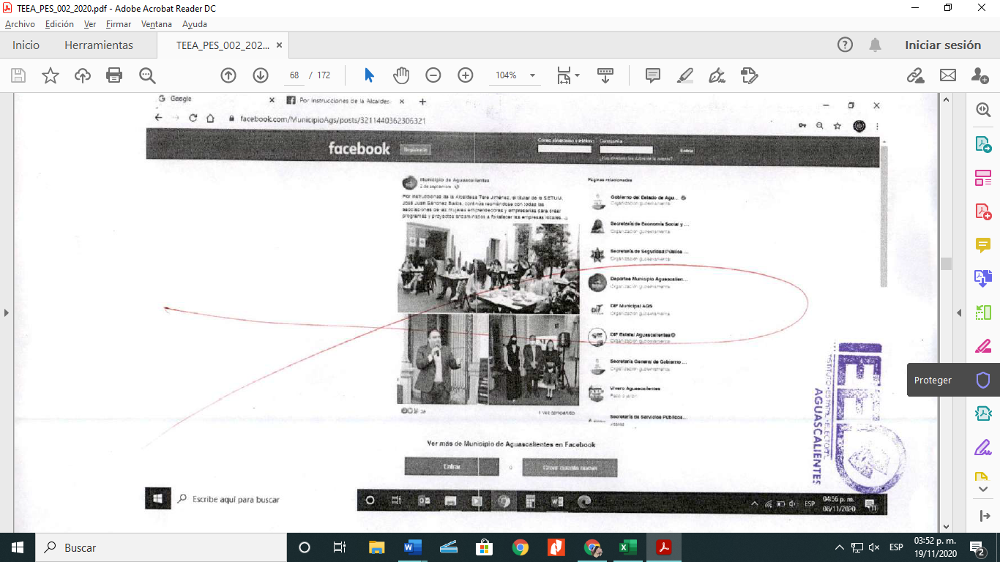 TEEA_PES_002_2020.pdf - Adobe Acrobat Reader DC
Archivo Edición Ver Firmar Ventana Ayuda
Inicio Herramientas TEEA_PES_002_202... × Iniciar sesión
68 / 172 104%
Google × Por instrucciones de la Alcaldes × +
facebook.com/MunicipioAgs/posts/3211440362306321
facebook Registrarte
Correo electrónico o teléfono Contraseña
Entrar
¿Has olvidado los datos de la cuenta?
Municipio de Aguascalientes
2 de septiembre
Por instrucciones de la Alcaldesa Tere Jiménez, el titular de la SETUM,
José Juan Sánchez Barba, continúa reuniéndose con todas las
asociaciones de las mujeres emprendedoras y empresarias para crear
programas y proyectos encaminados a fortalecer las empresas locales.
1 vez compartido
Páginas relacionadas
Gobierno del Estado de Agu...
Organización gubernamental
Secretaría de Economía Social y ...
Organización gubernamental
Secretaría de Seguridad Pública ...
Organización gubernamental
Deportes Municipio Aguascalien...
Organización gubernamental
DIF Municipal AGS
Organización gubernamental
DIF Estatal Aguascalientes
Organización gubernamental
Secretaría General de Gobierno ...
Organización gubernamental
Vivero Aguascalientes
Secretaría de Servicios Públicos...
Ver más de Municipio de Aguascalientes en Facebook
Entrar o Crear cuenta nueva
IEE
INSTITUTO ESTATAL ELECTORAL
AGUASCALIENTES
Proteger
Escribe aquí para buscar
ESP 04:56 p. m.
08/11/2020
Buscar
ESP 03:52 p. m.
19/11/2020
2